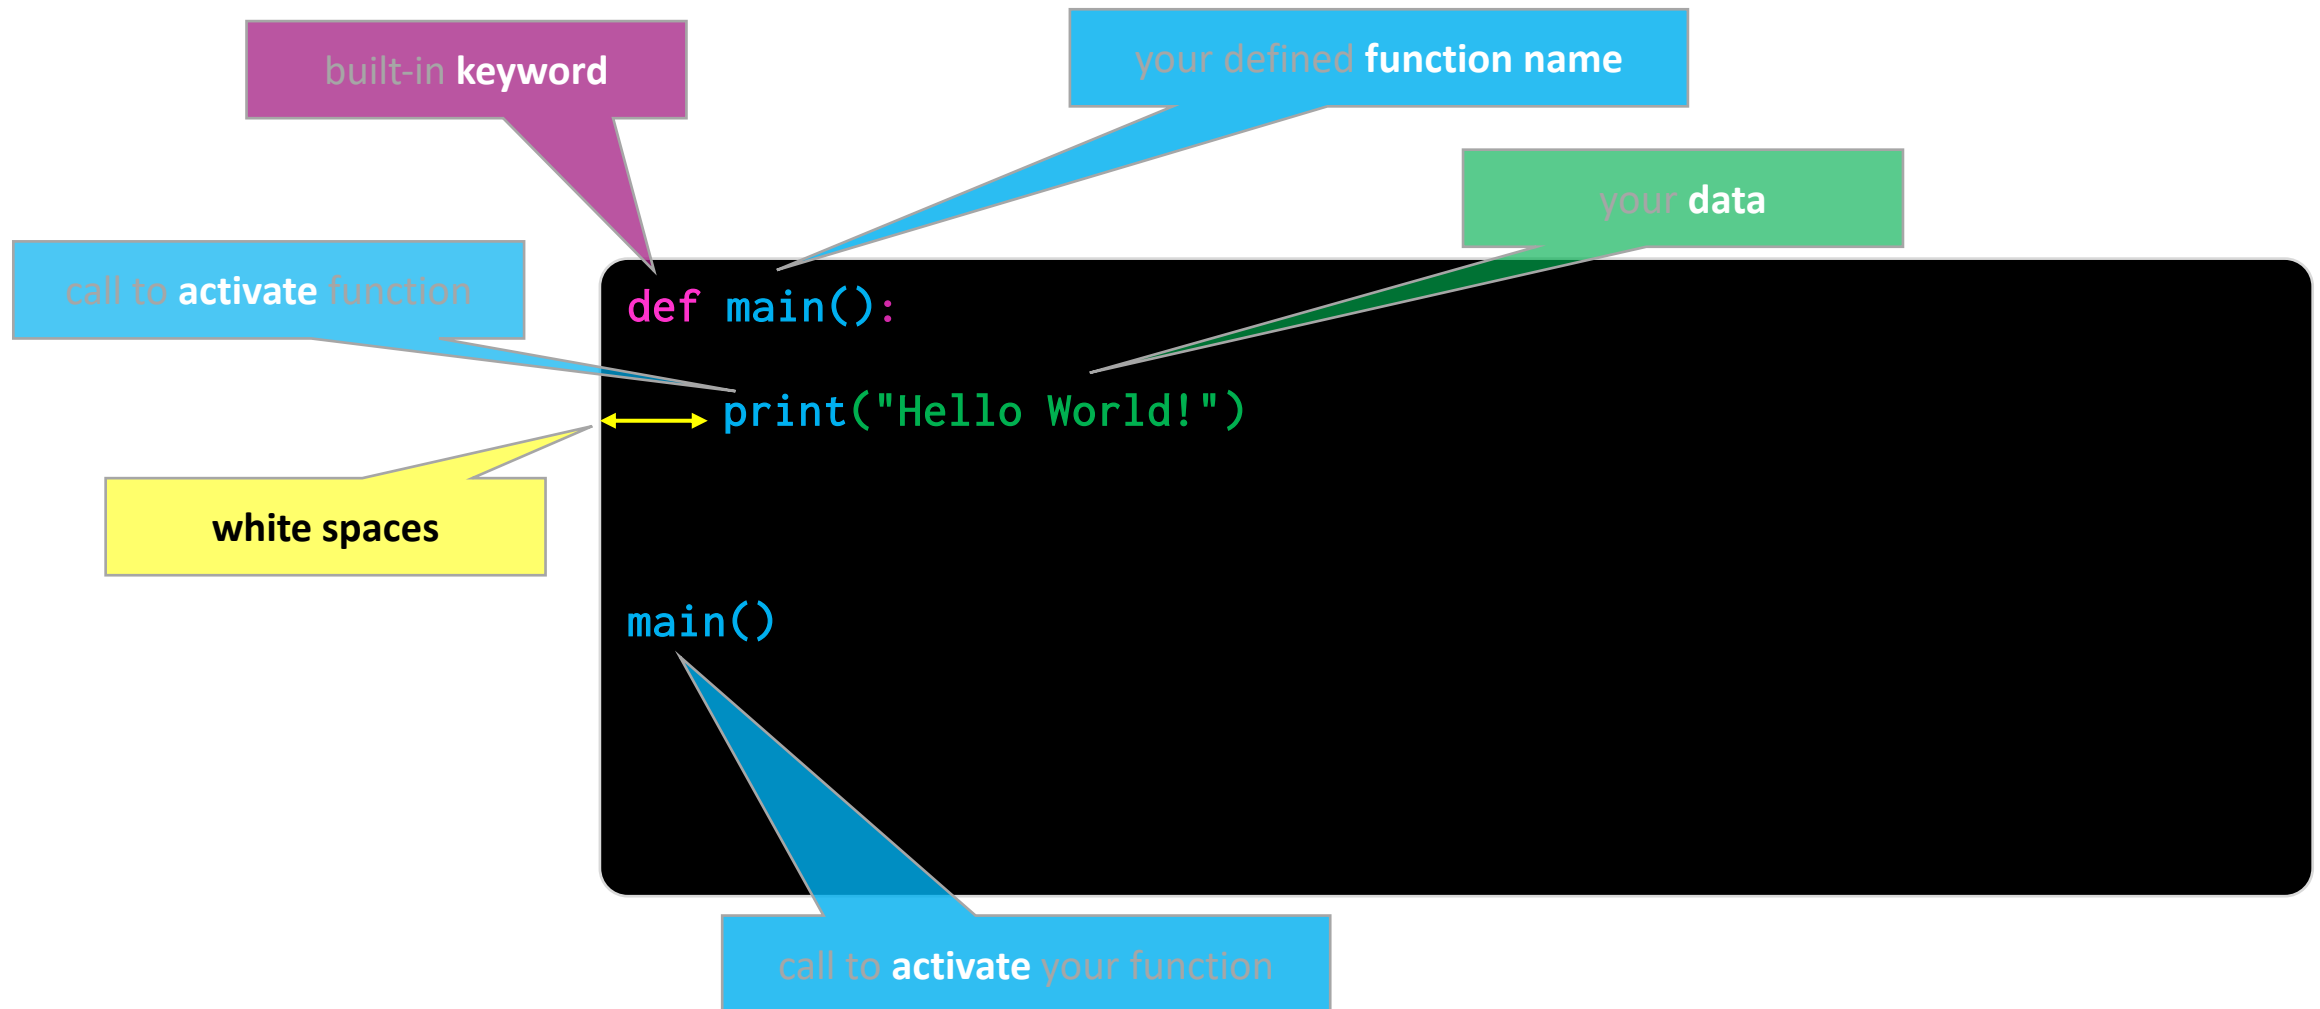 built-in keyword
your defined function name
your data
call to activate function
def main():
print("Hello World!")
white spaces
main()
call to activate your function